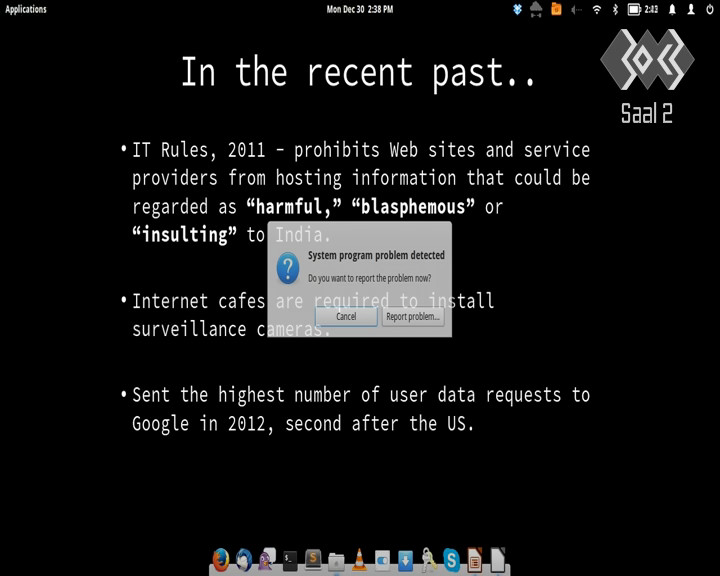 Applications
Mon Dec 30 2:38 PM
2:43
In the recent past..
Saal 2
•IT Rules, 2011 – prohibits Web sites and service
providers from hosting information that could be
regarded as “harmful,” “blasphemous” or
“insulting” to India.
System program problem detected
Do you want to report the problem now?
•Internet cafes are required to install
Cancel
Report problem...
surveillance cameras.
•Sent the highest number of user data requests to
Google in 2012, second after the US.